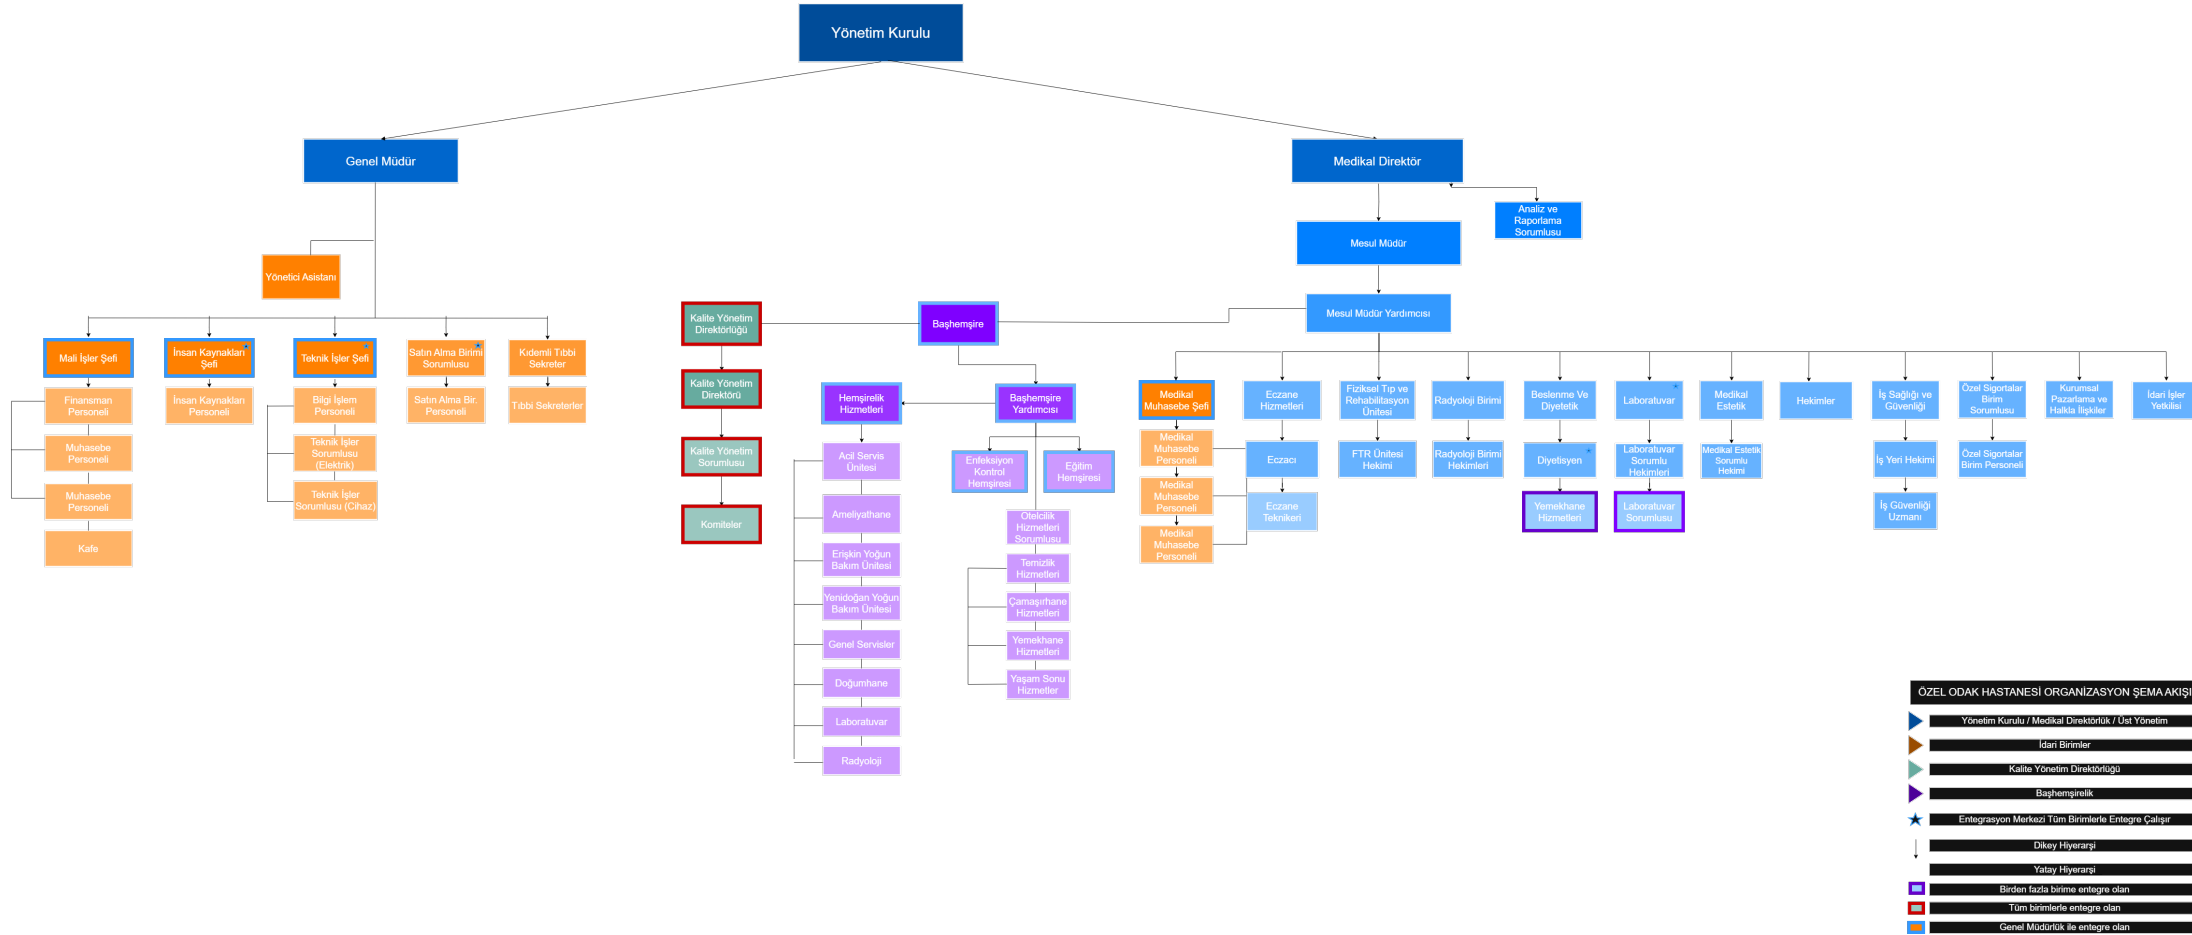 Yönetim Kurulu
Genel Müdür
Medikal Direktör
Analiz ve
Raporlama
Sorumlusu
Mesul Müdür
Yönetici Asistanı
Mesul Müdür Yardımcısı
Kalite Yönetim
Direktörlüğü
Başhemşire
Mali İşler Şefi
İnsan Kaynakları
Şefi
Teknik İşler Şefi
Satın Alma Birimi
Sorumlusu
Kıdemli Tıbbi
Sekreter
Finansman
Personeli
İnsan Kaynakları
Personeli
Bilgi İşlem
Personeli
Satın Alma Bir.
Personeli
Tıbbi Sekreterler
Muhasebe
Personeli
Teknik İşler
Sorumlusu
(Elektrik)
Muhasebe
Personeli
Teknik İşler
Sorumlusu (Cihaz)
Kafe
Kalite Yönetim
Direktörü
Kalite Yönetim
Sorumlusu
Komiteler
Hemşirelik
Hizmetleri
Başhemşire
Yardımcısı
Acil Servis
Ünitesi
Ameliyathane
Erişkin Yoğun
Bakım Ünitesi
Yenidoğan Yoğun
Bakım Ünitesi
Genel Servisler
Doğumhane
Laboratuvar
Radyoloji
Enfeksiyon
Kontrol
Hemşiresi
Eğitim
Hemşiresi
Otelcilik
Hizmetleri
Sorumlusu
Temizlik
Hizmetleri
Çamaşırhane
Hizmetleri
Yemekhane
Hizmetleri
Yaşam Sonu
Hizmetler
Medikal
Muhasebe Şefi
Medikal
Muhasebe
Personeli
Medikal
Muhasebe
Personeli
Medikal
Muhasebe
Personeli
Eczane
Hizmetleri
Eczacı
Eczane
Teknikeri
Fiziksel Tıp ve
Rehabilitasyon
Ünitesi
FTR Ünitesi
Hekimi
Radyoloji Birimi
Radyoloji Birimi
Hekimleri
Beslenme Ve
Diyetetik
Diyetisyen
Yemekhane
Hizmetleri
Laboratuvar
Laboratuvar
Sorumlu
Hekimleri
Laboratuvar
Sorumlusu
Medikal
Estetik
Medikal Estetik
Sorumlu
Hekimi
Hekimler
İş Sağlığı ve
Güvenliği
İş Yeri Hekimi
İş Güvenliği
Uzmanı
Özel Sigortalar
Birim
Sorumlusu
Özel Sigortalar
Birim Personeli
Kurumsal
Pazarlama ve
Halkla İlişkiler
İdari İşler
Yetkilisi
ÖZEL ODAK HASTANESİ ORGANİZASYON ŞEMA AKIŞI
Yönetim Kurulu / Medikal Direktörlük / Üst Yönetim
İdari Birimler
Kalite Yönetim Direktörlüğü
Başhemşirelik
Entegrasyon Merkezi Tüm Birimlerle Entegre Çalışır
Dikey Hiyerarşi
Yatay Hiyerarşi
Birden fazla birime entegre olan
Tüm birimlerle entegre olan
Genel Müdürlük ile entegre olan